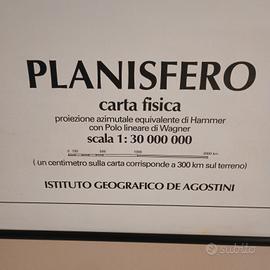 PLANISFERO
carta fisica
proiezione azimutale equivalente di Hammer
con Polo lineare di Wagner
scala 1:30 000 000
( un centimetro sulla carta corrisponde a 300 km sul terreno)
ISTITUTO GEOGRAFICO DE AGOSTINI
subito